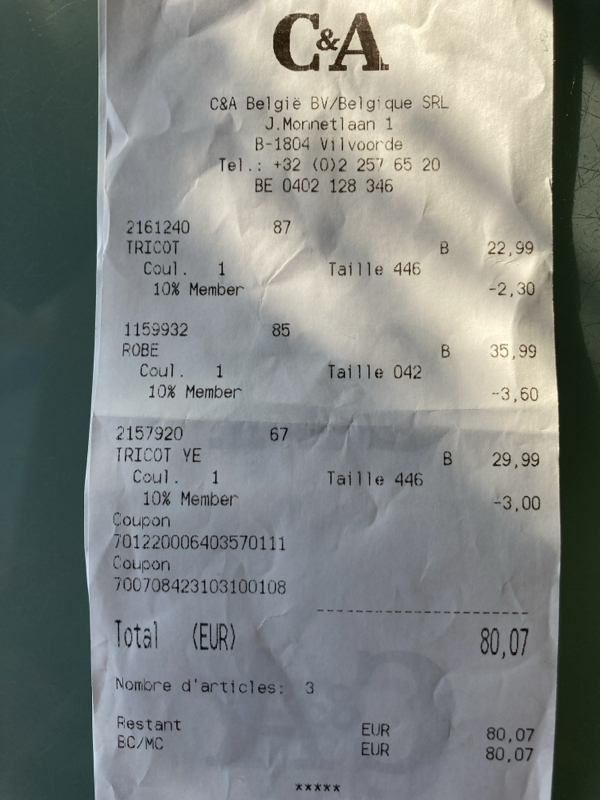 C&A
C&A België BV/Belgique SRL
J.Monnetlaan 1
B-1804 Vilvoorde
Tel.: +32 (0)2 257 65 20
BE 0402 128 346
2161240 87
TRICOT B 22,99
Coul. 1 Taille 446
10% Member -2,30
1159932 85
ROBE B 35,99
Coul. 1 Taille 042
10% Member -3,60
2157920 67
TRICOT YE B 29,99
Coul. 1 Taille 446
10% Member -3,00
Coupon
701220006403570111
Coupon
700708423103100108
Total (EUR) 80,07
Nombre d'articles: 3
Restant EUR 80,07
BC/MC EUR 80,07
*****